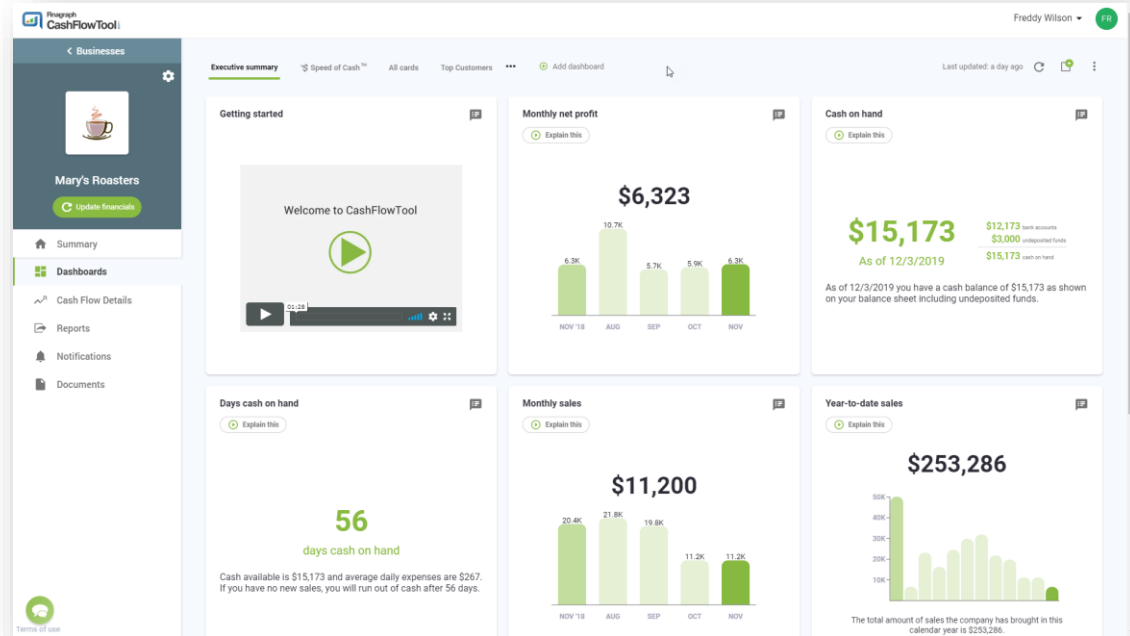 Finagraph
CashFlowTool
Freddy Wilson
FR
Businesses
Mary's Roasters
Update financials
Summary
Dashboards
Cash Flow Details
Reports
Notifications
Documents
Terms of use
Executive summary
Speed of Cash™
All cards
Top Customers
•••
Add dashboard
Last updated: a day ago
Getting started
Welcome to CashFlowTool
01:28
Monthly net profit
Explain this
$6,323
6.3K
10.7K
5.7K
5.9K
6.3K
NOV '18 AUG SEP OCT NOV
Cash on hand
Explain this
$15,173
As of 12/3/2019
$12,173 bank accounts
$3,000 undeposited funds
$15,173 cash on hand
As of 12/3/2019 you have a cash balance of $15,173 as shown
on your balance sheet including undeposited funds.
Days cash on hand
Explain this
56
days cash on hand
Cash available is $15,173 and average daily expenses are $267.
If you have no new sales, you will run out of cash after 56 days.
Monthly sales
Explain this
$11,200
20.4K
21.8K
19.8K
11.2K
11.2K
NOV '18 AUG SEP OCT NOV
Year-to-date sales
Explain this
$253,286
50K
40K
30K
20K
10K
The total amount of sales the company has brought in this
calendar year is $253,286.